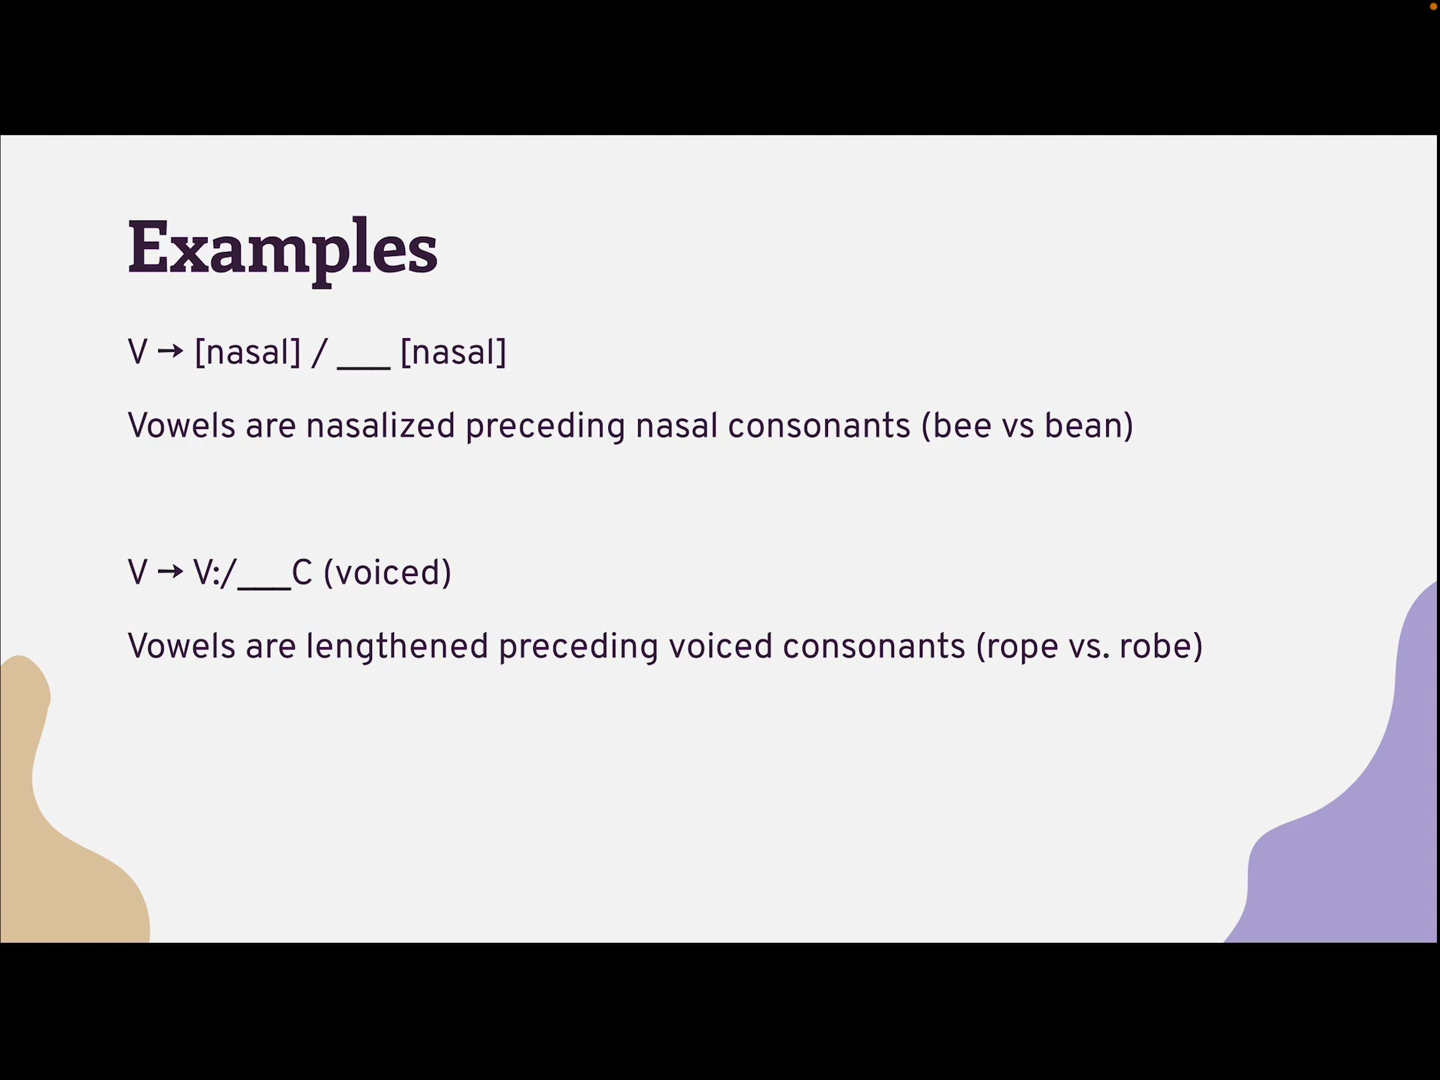 Examples
V → [nasal] / ___ [nasal]
Vowels are nasalized preceding nasal consonants (bee vs bean)
V → V:/___C (voiced)
Vowels are lengthened preceding voiced consonants (rope vs. robe)